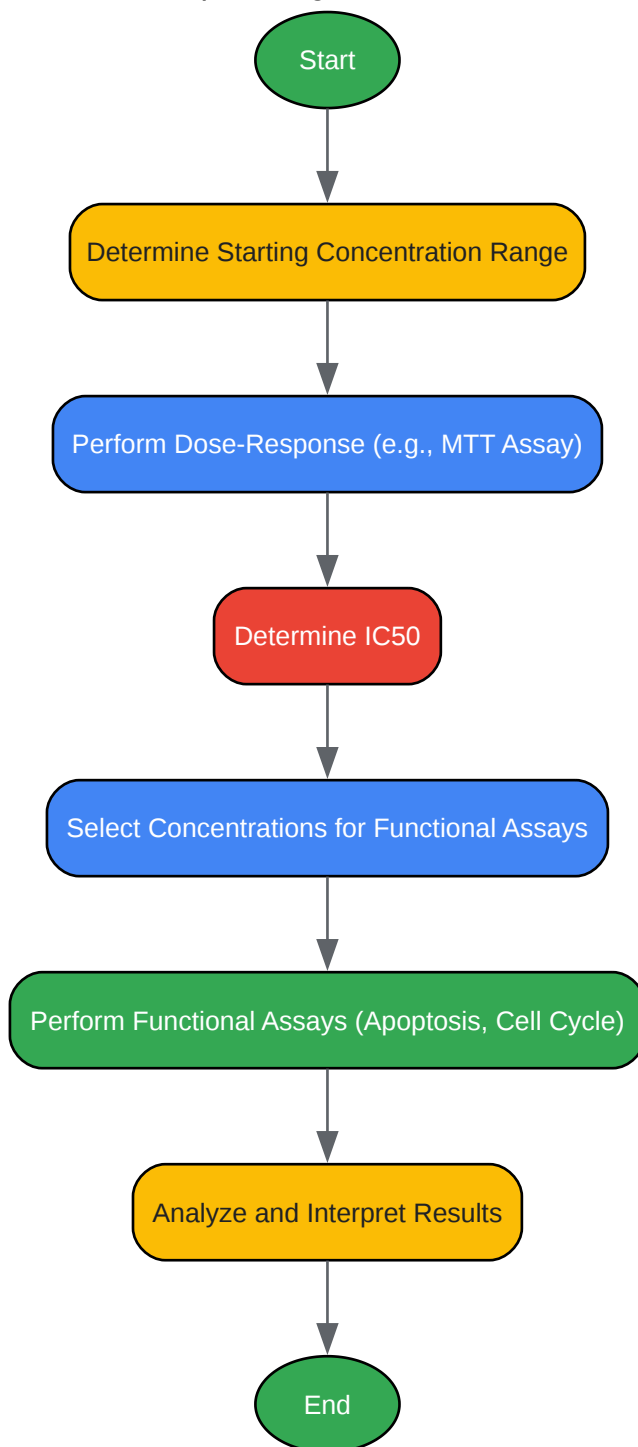 Start
Determine Starting Concentration Range
Perform Dose-Response (e.g., MTT Assay)
Determine IC50
Select Concentrations for Functional Assays
Perform Functional Assays (Apoptosis, Cell Cycle)
Analyze and Interpret Results
End